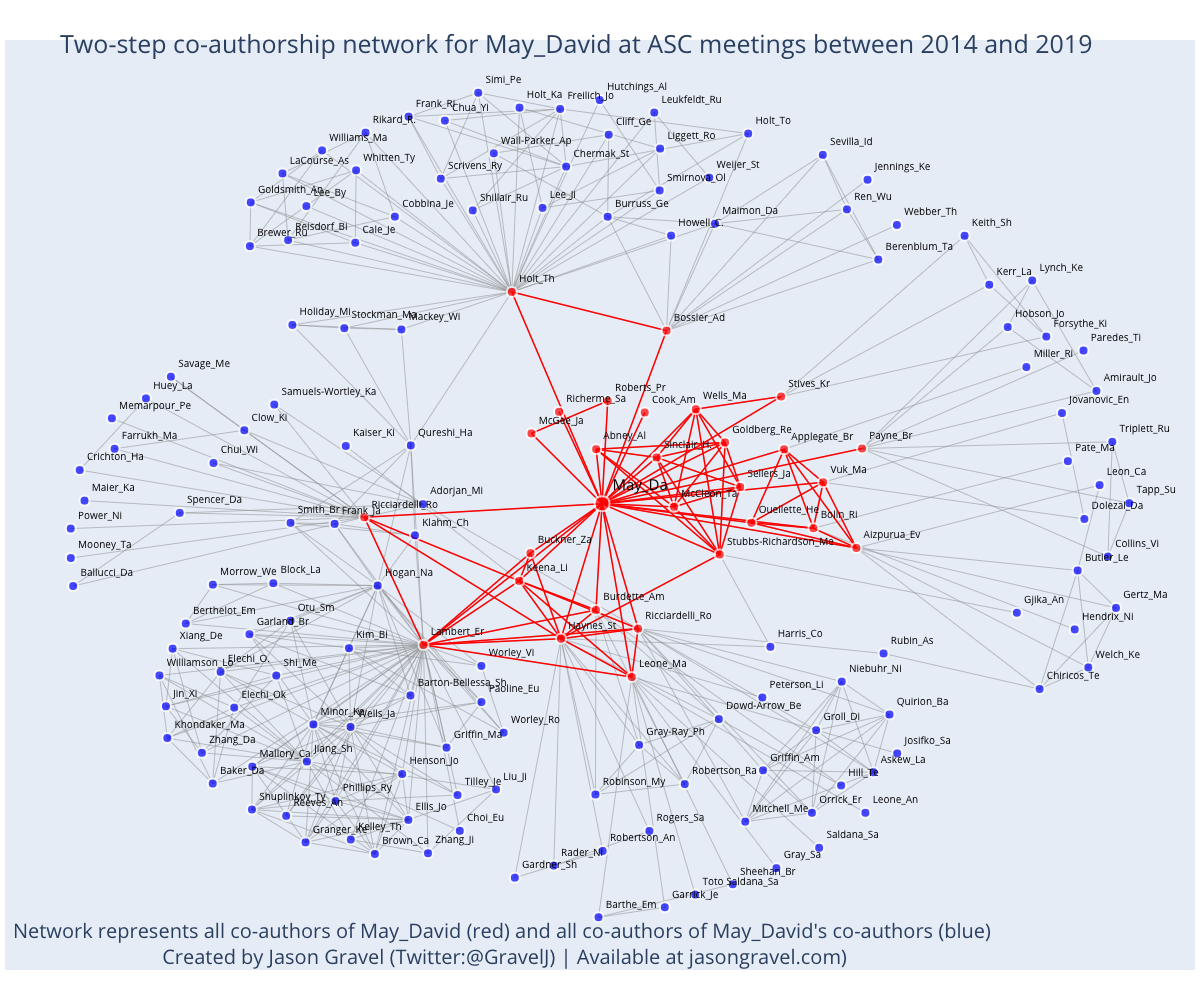 Two-step co-authorship network for May_David at ASC meetings between 2014 and 2019
Simi_Pe
Hutchings_Al
Holt_Ka
Freilich_Jo
Leukfeldt_Ru
Frank_Ri
Chua_Yi
Rikard_R.
Cliff_Ge
Holt_To
Williams_Ma
Wall-Parker_Ap
Liggett_Ro
Sevilla_Id
LaCourse_As
Whitten_Ty
Scrivens_Ry
Chermak_St
Weijer_St
Jennings_Ke
Goldsmith_An
Lee_By
Shillair_Ru
Lee_JI
Smirnova_Ol
Ren_Wu
Cobbina_Je
Burruss_Ge
Maimon_Da
Webber_Th
Brewer_Ru
Reisdorf_Bi
Cale_Je
Howell_C.
Keith_Sh
Berenblum_Ta
Holt_Th
Kerr_La
Lynch_Ke
Holiday_Mi
Stockman_Ma
Mackey_Wi
Bossler_Ad
Hobson_Jo
Forsythe_Ki
Paredes_Ti
Miller_Ri
Savage_Me
Huey_La
Samuels-Wortley_Ka
Roberts_Pr
Richerme_Sa
Cook_Am
Wells_Ma
Stives_Kr
Amirault_Jo
Memarpour_Pe
Clow_Ki
McGee_Ja
Jovanovic_En
Farrukh_Ma
Kaiser_Ki
Qureshi_Ha
Abney_Al
Sinclair_H.
Goldberg_Re
Applegate_Br
Payne_Br
Triplett_Ru
Crichton_Ha
Chui_Wi
Pate_Ma
Maier_Ka
Adorjan_Mi
May_Da
Sellers_Ja
Vuk_Ma
Leon_Ca
Power_Ni
Spencer_Da
Smith_Br
Frank_Ja
Ricciardelli_Ro
McCleon_Ta
Ouellette_He
Bolin_Ri
Dolezal_Da
Tapp_Su
Mooney_Ta
Klahm_Ch
Buckner_Za
Stubbs-Richardson_Me
Aizpurua_Ev
Collins_Vi
Ballucci_Da
Hogan_Na
Keena_Li
Butler_Le
Morrow_We
Block_La
Burdette_Am
Gjika_An
Gertz_Ma
Berthelot_Em
Otu_Sm
Garland_Br
Lambert_Er
Haynes_St
Ricciardelli_Ro
Harris_Co
Hendrix_Ni
Xiang_De
Kim_Bi
Rubin_As
Williamson_Lo
Elechi_O.
Shi_Me
Worley_Vi
Leone_Ma
Niebuhr_Ni
Welch_Ke
Chiricos_Te
Jin_Xi
Elechi_Ok
Barton-Bellessa_Sh
Paoline_Eu
Peterson_Li
Quirion_Ba
Khondaker_Ma
Minor_Ke
Wells_Ja
Worley_Ro
Dowd-Arrow_Be
Groll_Di
Zhang_Da
Mallory_Ca
Jiang_Sh
Griffin_Ma
Gray-Ray_Ph
Josifko_Sa
Baker_Da
Henson_Jo
Robertson_Ra
Griffin_Am
Askew_La
Shuplinkov_Ty
Phillips_Ry
Tilley_Je
Liu_Ji
Robinson_My
Hill_Te
Reeves_An
Ellis_Jo
Mitchell_Me
Orrick_Er
Leone_An
Granger_Ke
Kelley_Th
Choi_Eu
Rogers_Sa
Brown_Ca
Zhang_Ji
Robertson_An
Saldana_Sa
Gardner_Sh
Rader_Ni
Gray_Sa
Sheehan_Br
Toto Saldana_Sa
Garrick_Je
Barthe_Em
Network represents all co-authors of May_David (red) and all co-authors of May_David's co-authors (blue)
Created by Jason Gravel (Twitter:@GravelJ) | Available at jasongravel.com)